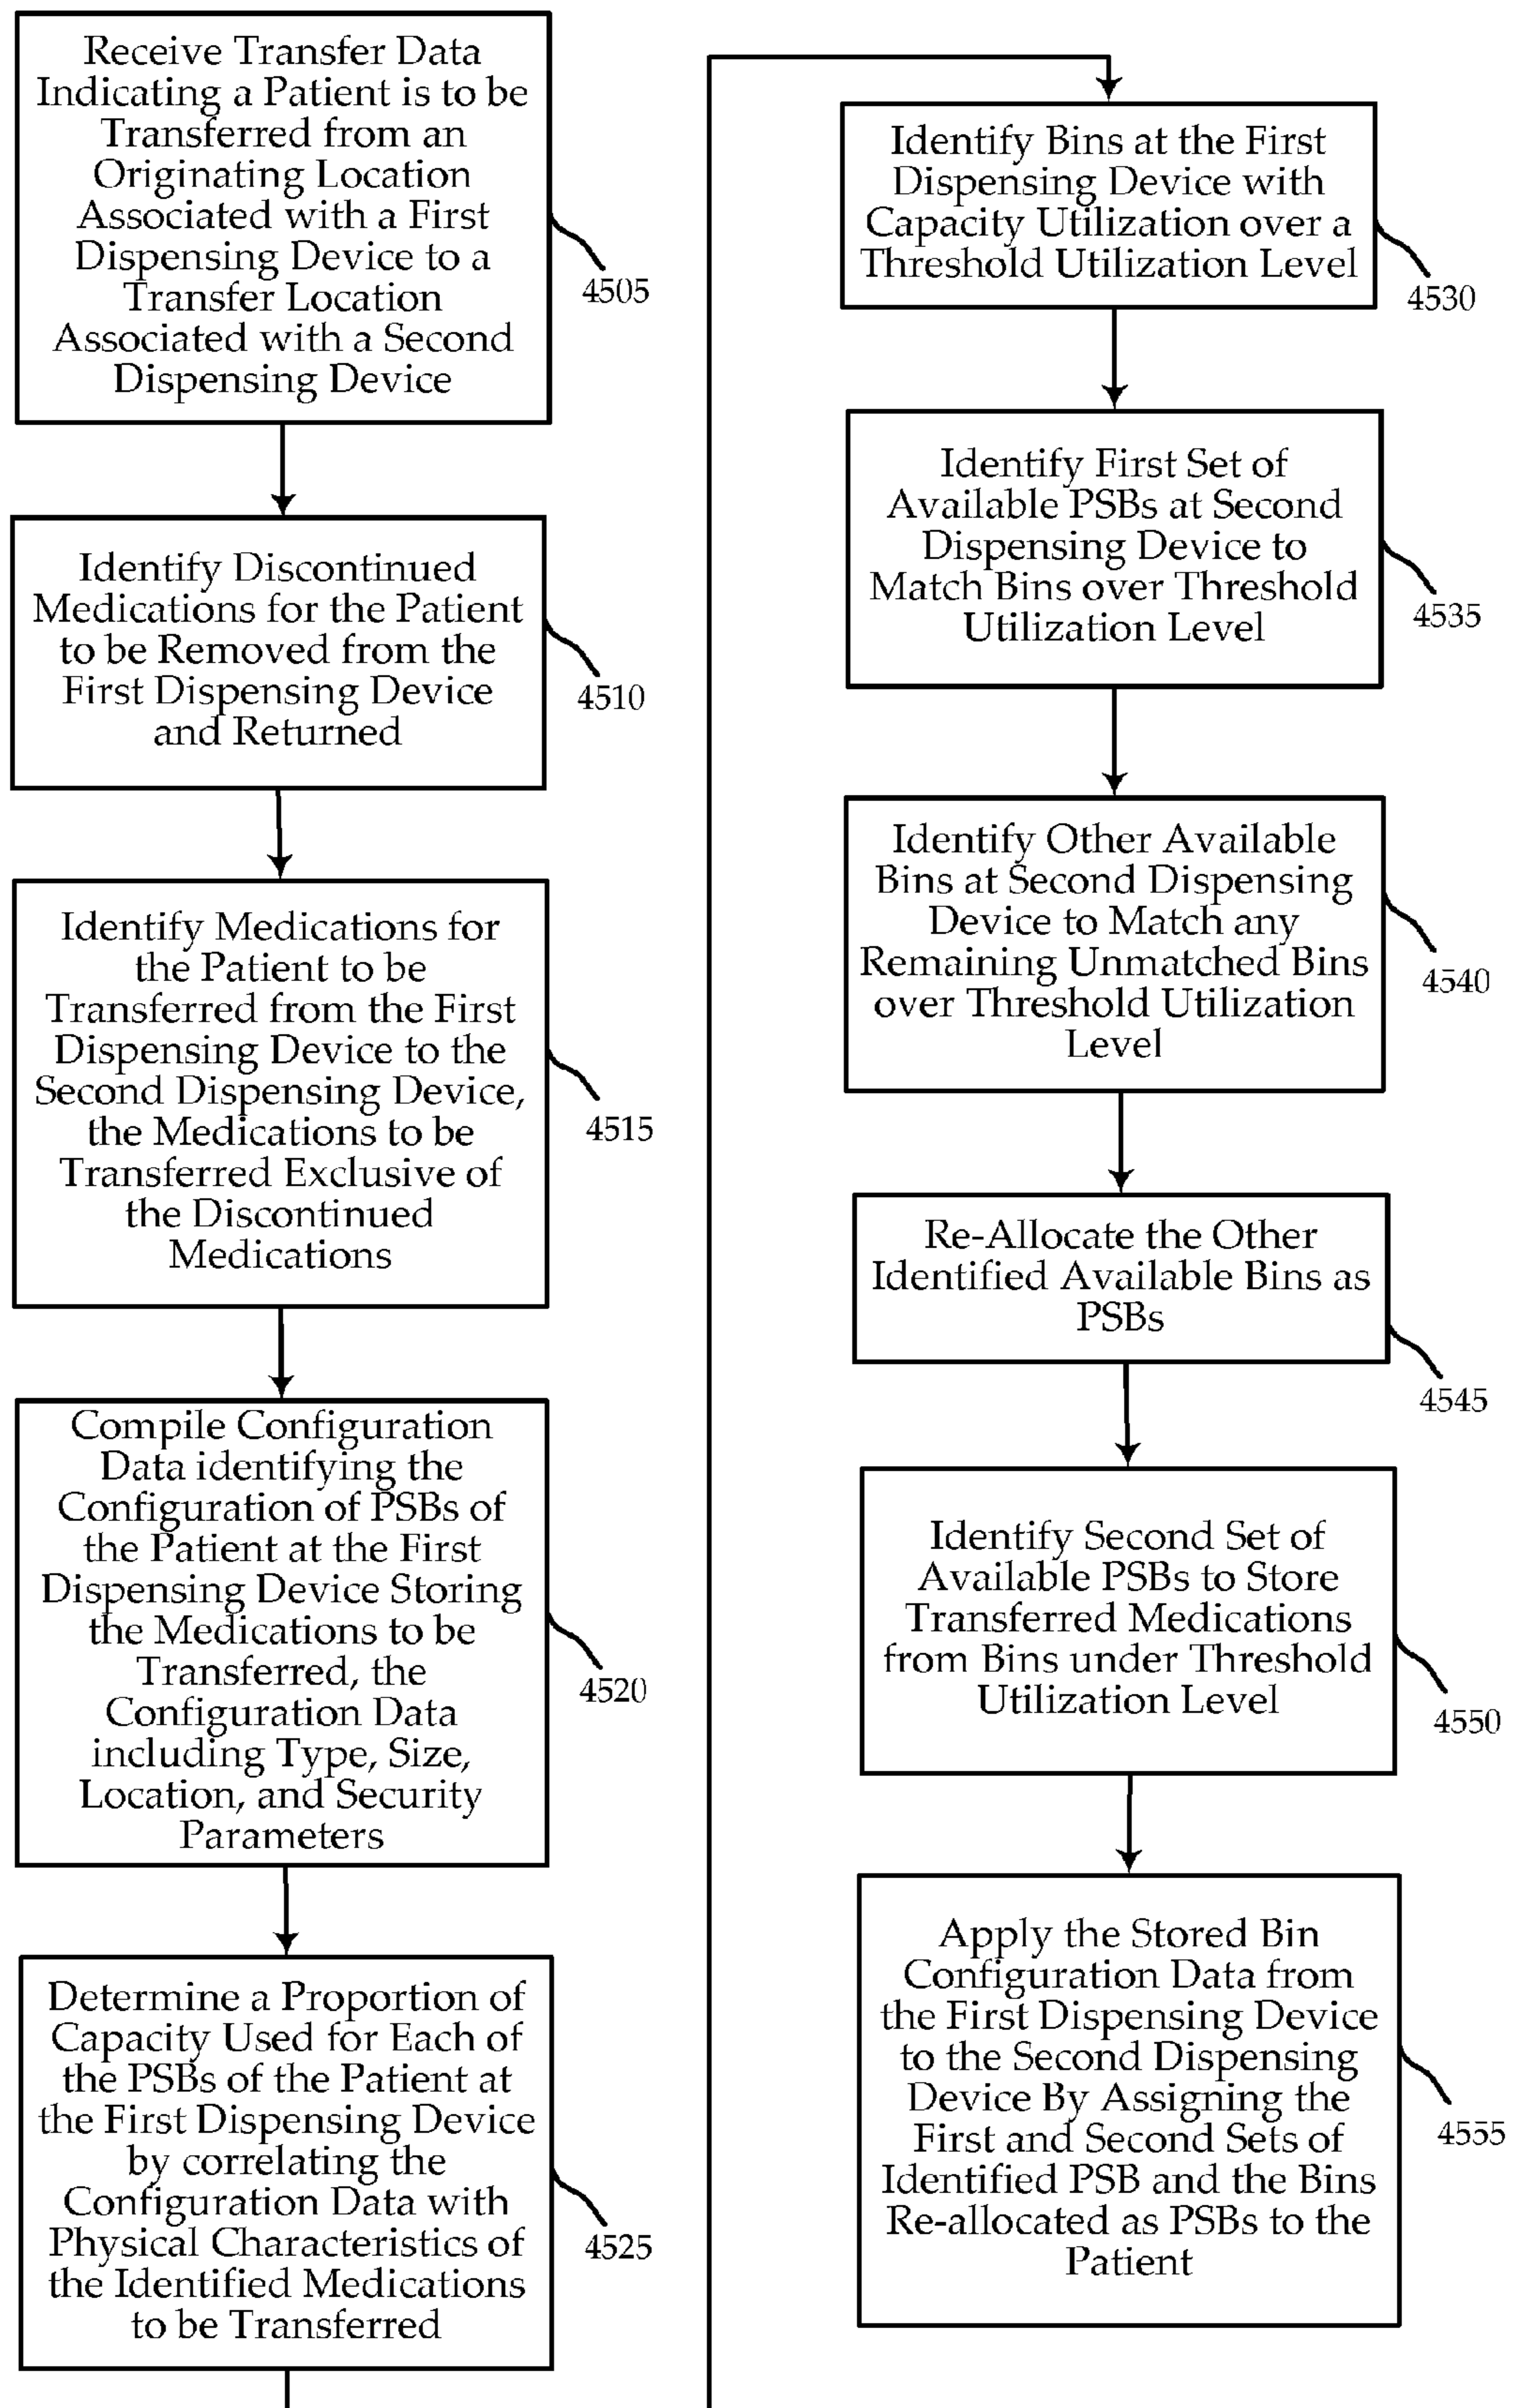 Receive Transfer Data
Indicating a Patient is to be
Transferred from an
Originating Location
Associated with a First
Dispensing Device to a
Transfer Location
Associated with a Second
Dispensing Device
4505
Identify Discontinued
Medications for the Patient
to be Removed from the
First Dispensing Device
and Returned
4510
Identify Medications for
the Patient to be
Transferred from the First
Dispensing Device to the
Second Dispensing Device,
the Medications to be
Transferred Exclusive of
the Discontinued
Medications
4515
Compile Configuration
Data identifying the
Configuration of PSBs of
the Patient at the First
Dispensing Device Storing
the Medications to be
Transferred, the
Configuration Data
including Type, Size,
Location, and Security
Parameters
4520
Determine a Proportion of
Capacity Used for Each of
the PSBs of the Patient at
the First Dispensing Device
by correlating the
Configuration Data with
Physical Characteristics of
the Identified Medications
to be Transferred
4525
Identify Bins at the First
Dispensing Device with
Capacity Utilization over a
Threshold Utilization Level
4530
Identify First Set of
Available PSBs at Second
Dispensing Device to
Match Bins over Threshold
Utilization Level
4535
Identify Other Available
Bins at Second Dispensing
Device to Match any
Remaining Unmatched Bins
over Threshold Utilization
Level
4540
Re-Allocate the Other
Identified Available Bins as
PSBs
4545
Identify Second Set of
Available PSBs to Store
Transferred Medications
from Bins under Threshold
Utilization Level
4550
Apply the Stored Bin
Configuration Data from
the First Dispensing Device
to the Second Dispensing
Device By Assigning the
First and Second Sets of
Identified PSB and the Bins
Re-allocated as PSBs to the
Patient
4555